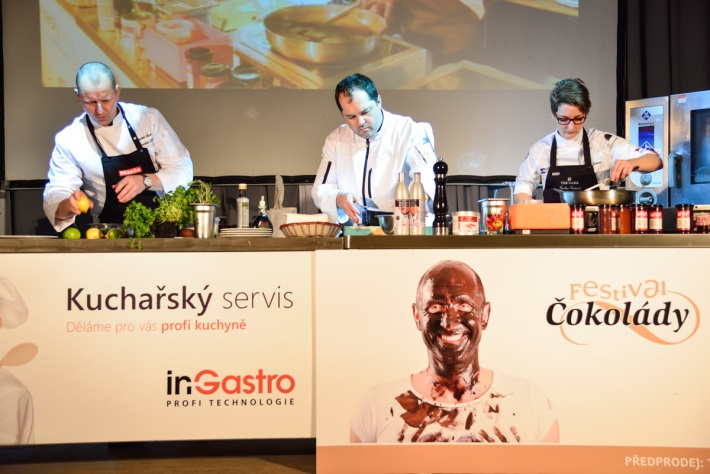 Kuchařský servis
Děláme pro vás profi kuchyně
inGastro
PROFI TECHNOLOGIE
FESTIVAL
Čokolády
PŘEDPRODEJ: